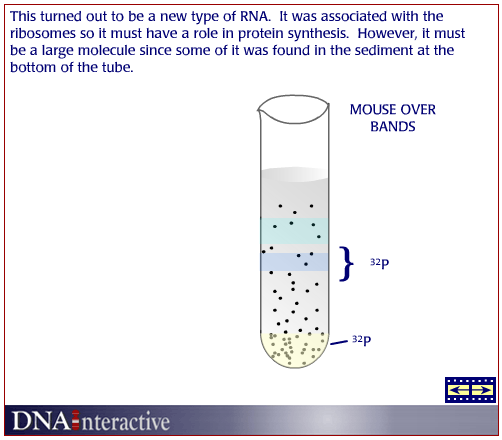 This turned out to be a new type of RNA.  It was associated with the
ribosomes so it must have a role in protein synthesis.  However, it must
be a large molecule since some of it was found in the sediment at the
bottom of the tube.
MOUSE OVER
BANDS
32P
32P
DNAinteractive